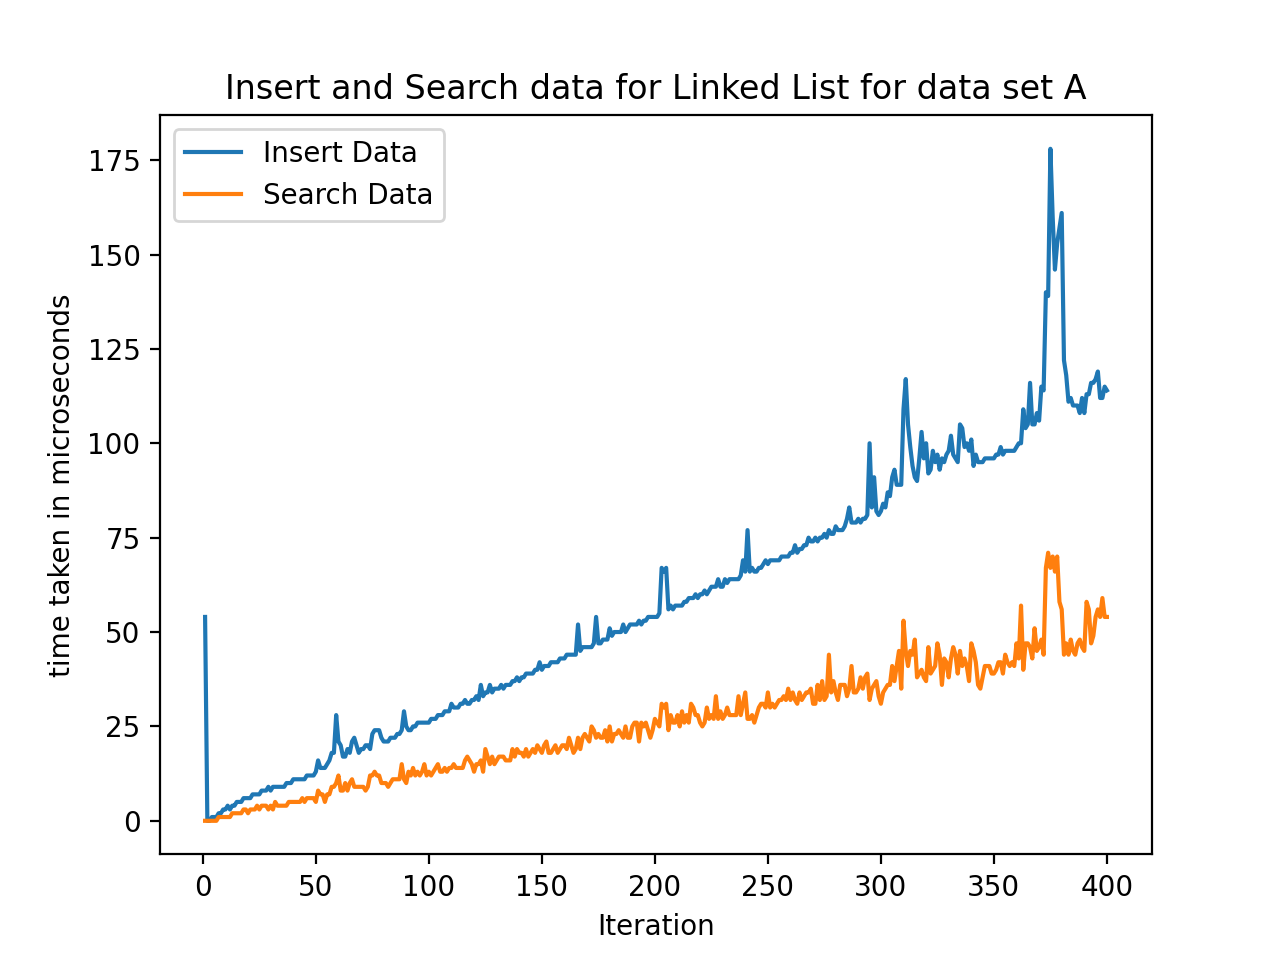 Insert and Search data for Linked List for data set A
Insert Data
Search Data
175
150
125
100
75
50
25
0
time taken in microseconds
0 50 100 150 200 250 300 350 400
Iteration